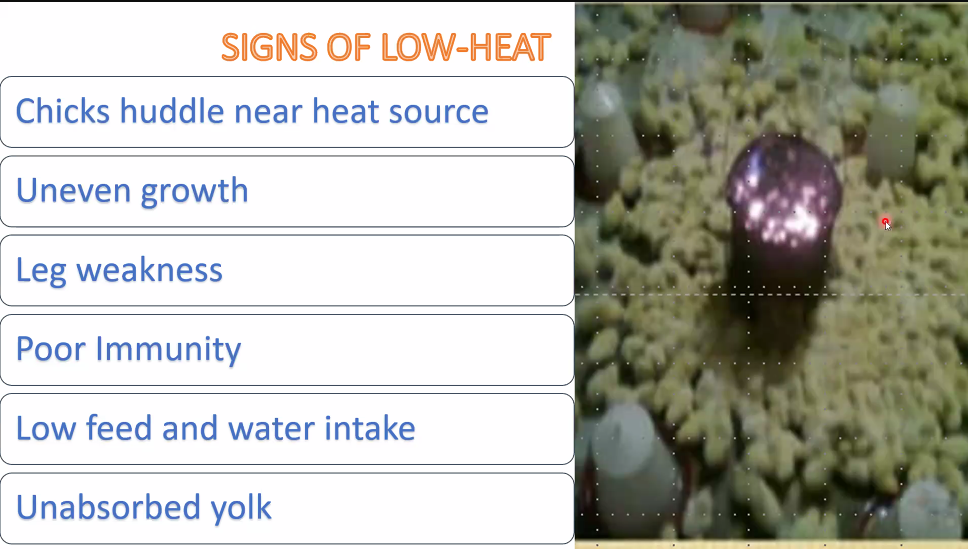 SIGNS OF LOW-HEAT
Chicks huddle near heat source
Uneven growth
Leg weakness
Poor Immunity
Low feed and water intake
Unabsorbed yolk